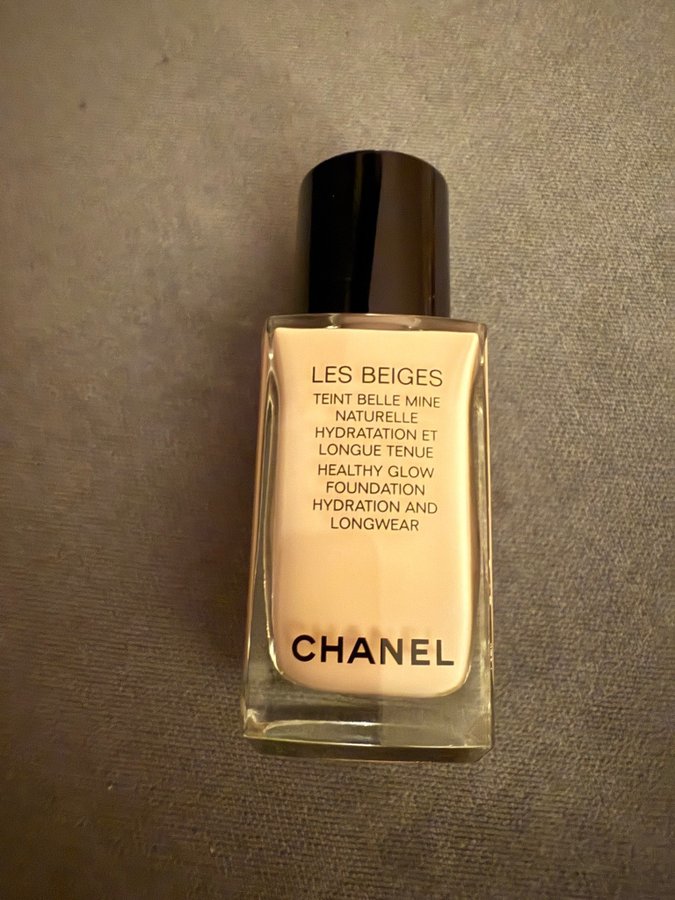 LES BEIGES
TEINT BELLE MINE
NATURELLE
HYDRATATION ET
LONGUE TENUE
HEALTHY GLOW
FOUNDATION
HYDRATION AND
LONGWEAR
CHANEL